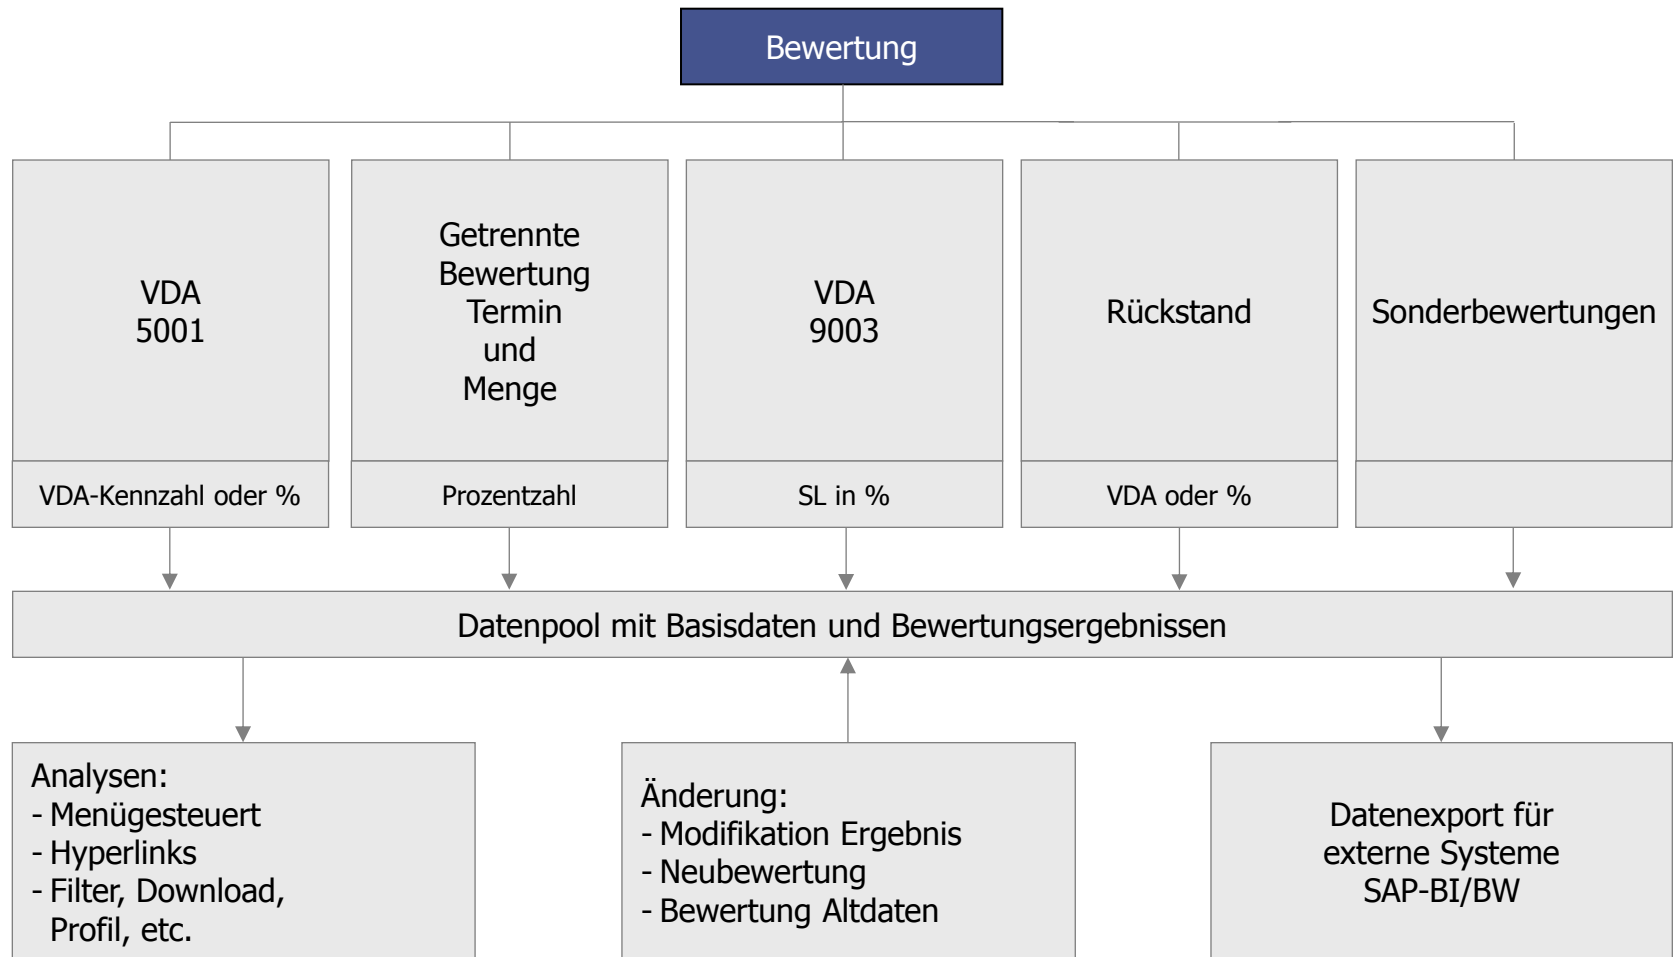 Bewertung
VDA
5001
Getrennte
Bewertung
Termin
und
Menge
VDA
9003
Rückstand
Sonderbewertungen
VDA-Kennzahl oder %
Prozentzahl
SL in %
VDA oder %
Datenpool mit Basisdaten und Bewertungsergebnissen
Analysen:
- Menügesteuert
- Hyperlinks
- Filter, Download,
Profil, etc.
Änderung:
- Modifikation Ergebnis
- Neubewertung
- Bewertung Altdaten
Datenexport für
externe Systeme
SAP-BI/BW